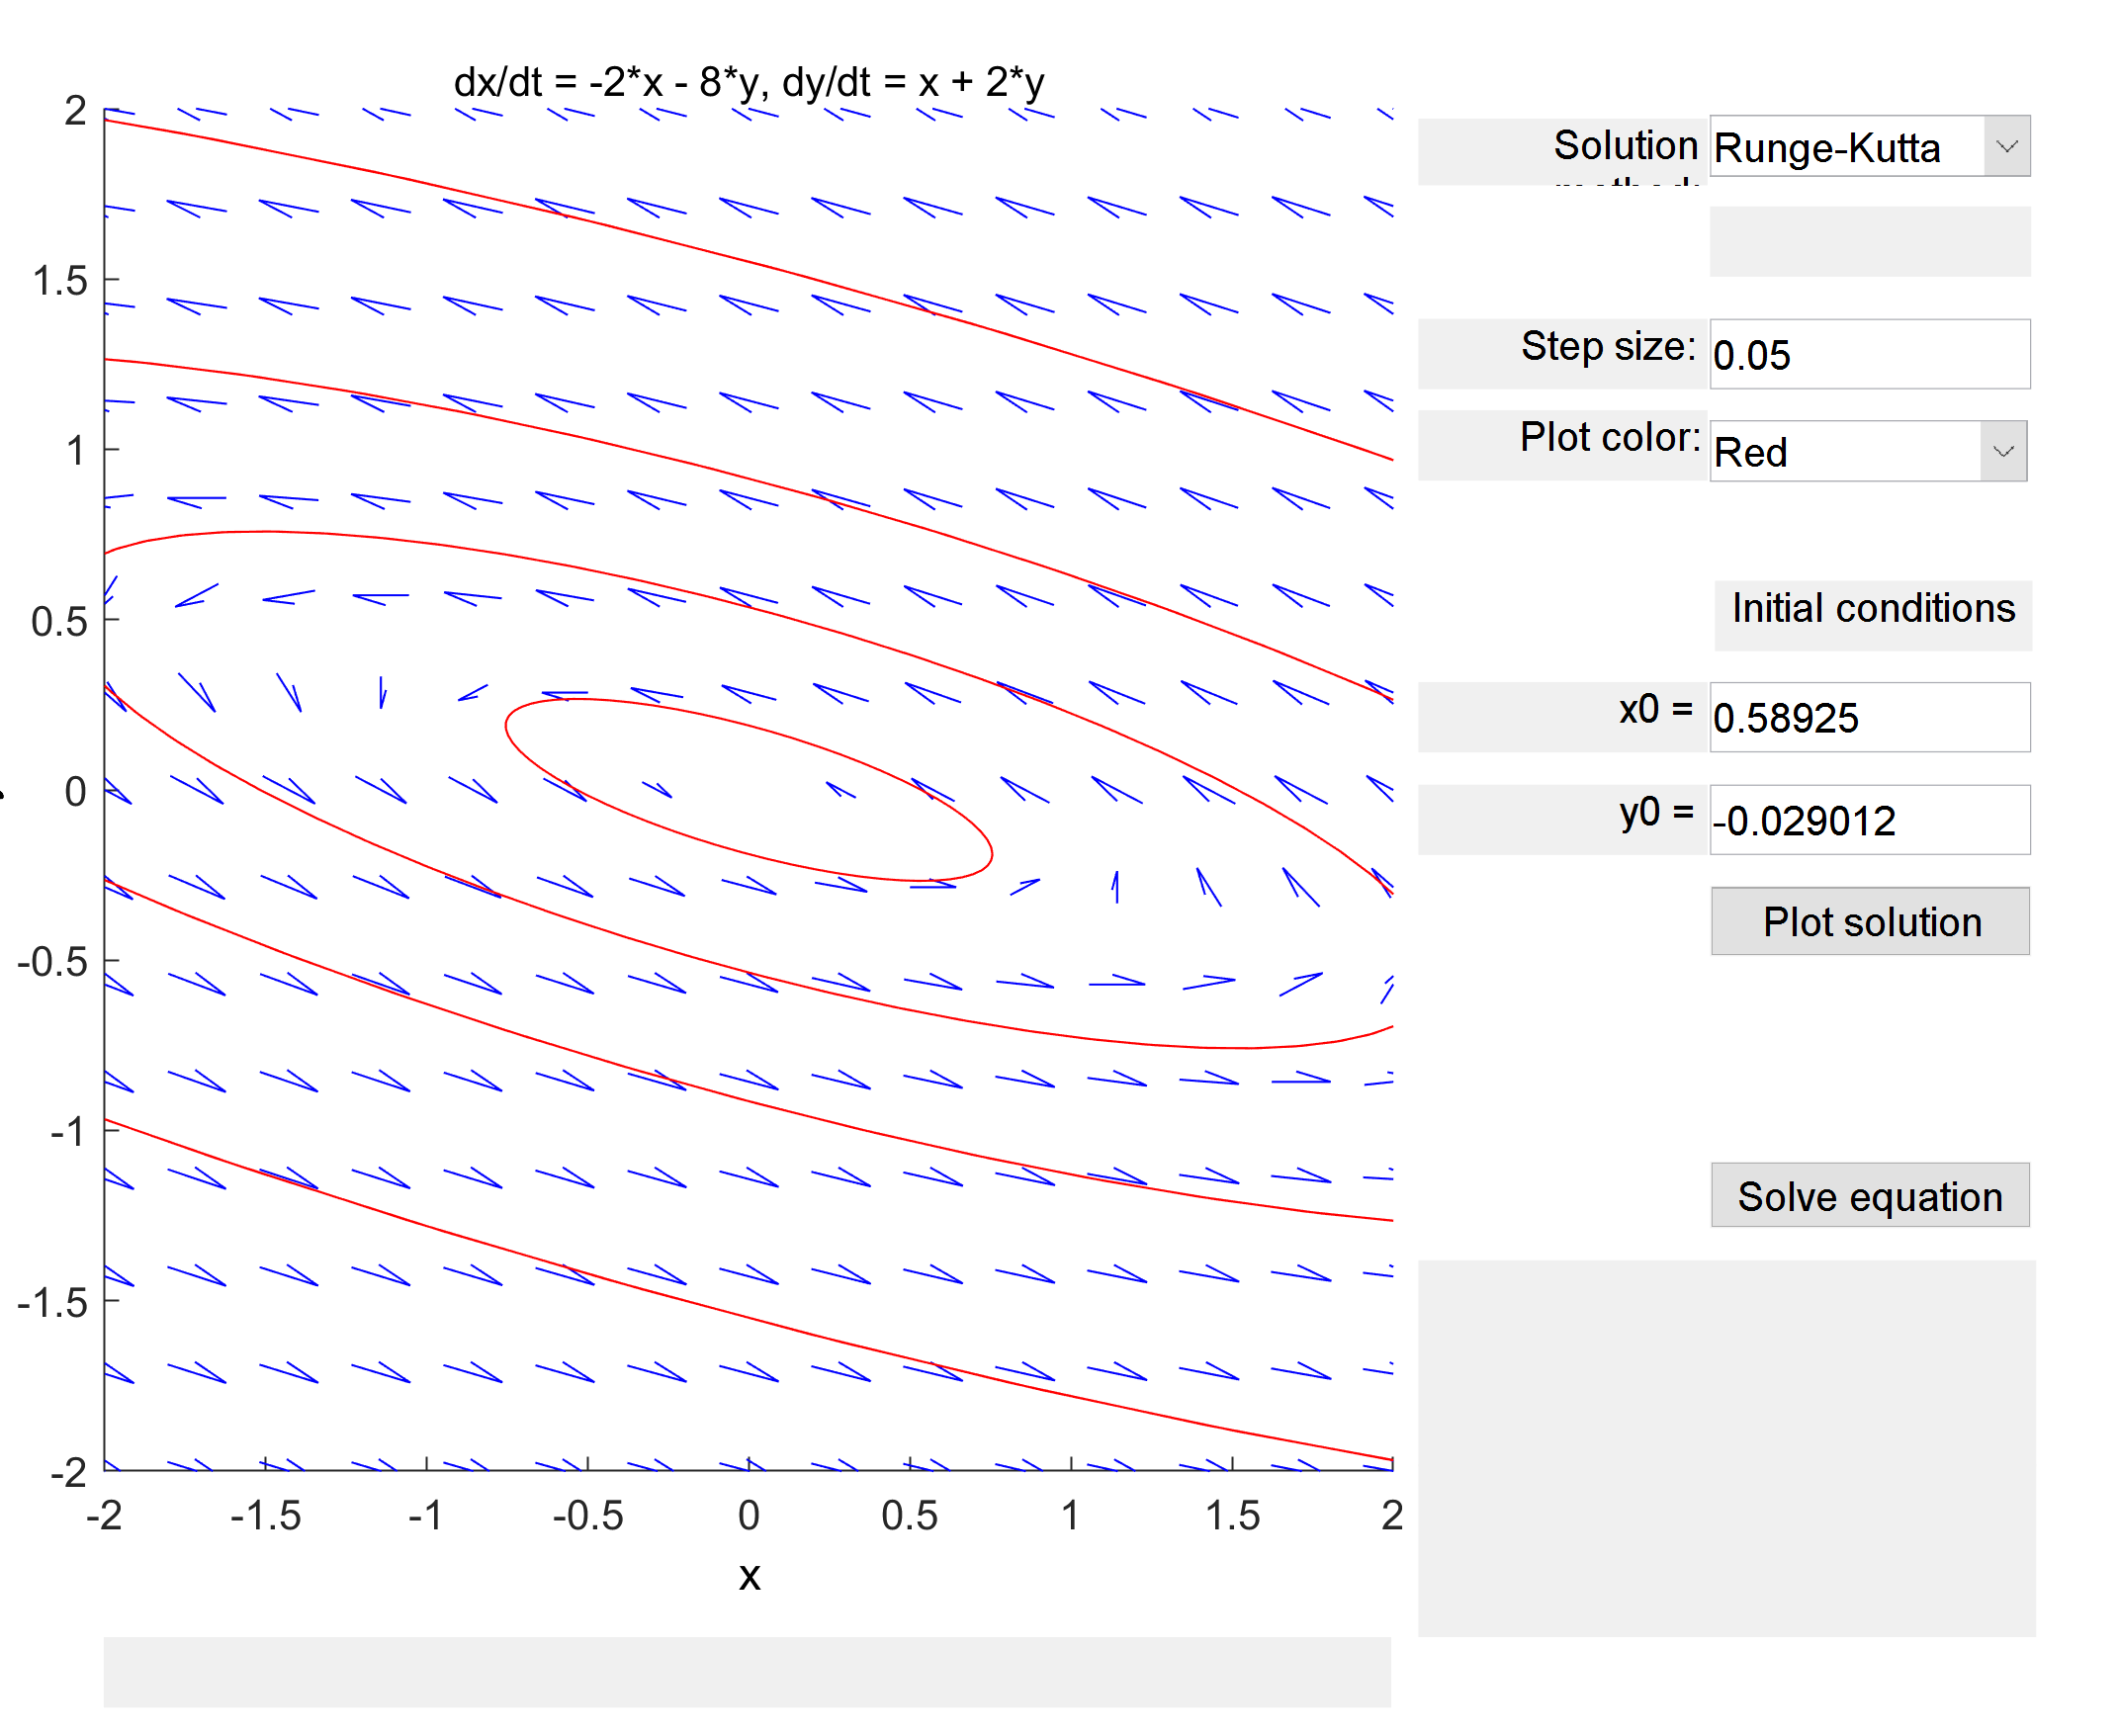 dx/dt = -2*x - 8*y, dy/dt = x + 2*y
2
1.5
1
0.5
0
-0.5
-1
-1.5
-2
-2 -1.5 -1 -0.5 0 0.5 1 1.5 2
x
Solution
Runge-Kutta
Step size: 0.05
Plot color: Red
Initial conditions
x0 = 0.58925
y0 = -0.029012
Plot solution
Solve equation